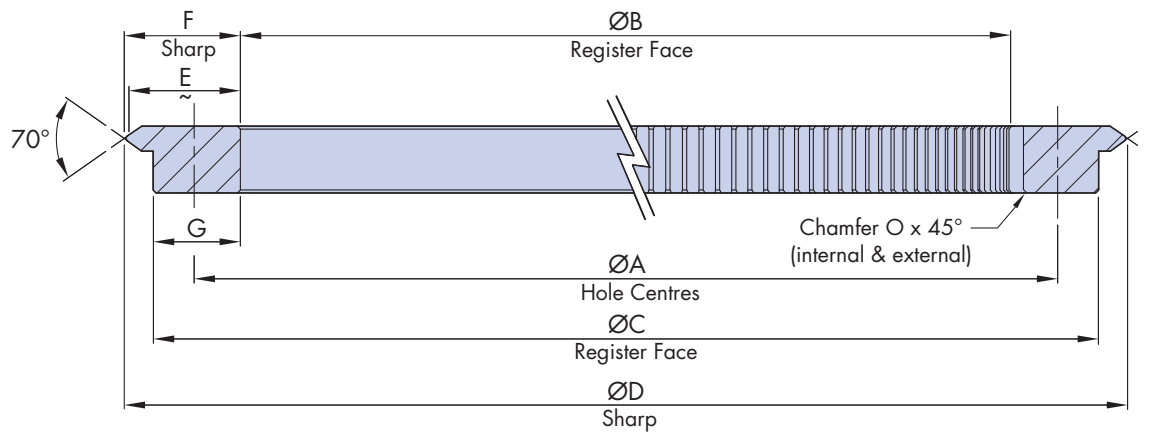 F
Sharp
ØB
Register Face
E
~
70°
G
Chamfer O x 45°
(internal & external)
ØA
Hole Centres
ØC
Register Face
ØD
Sharp